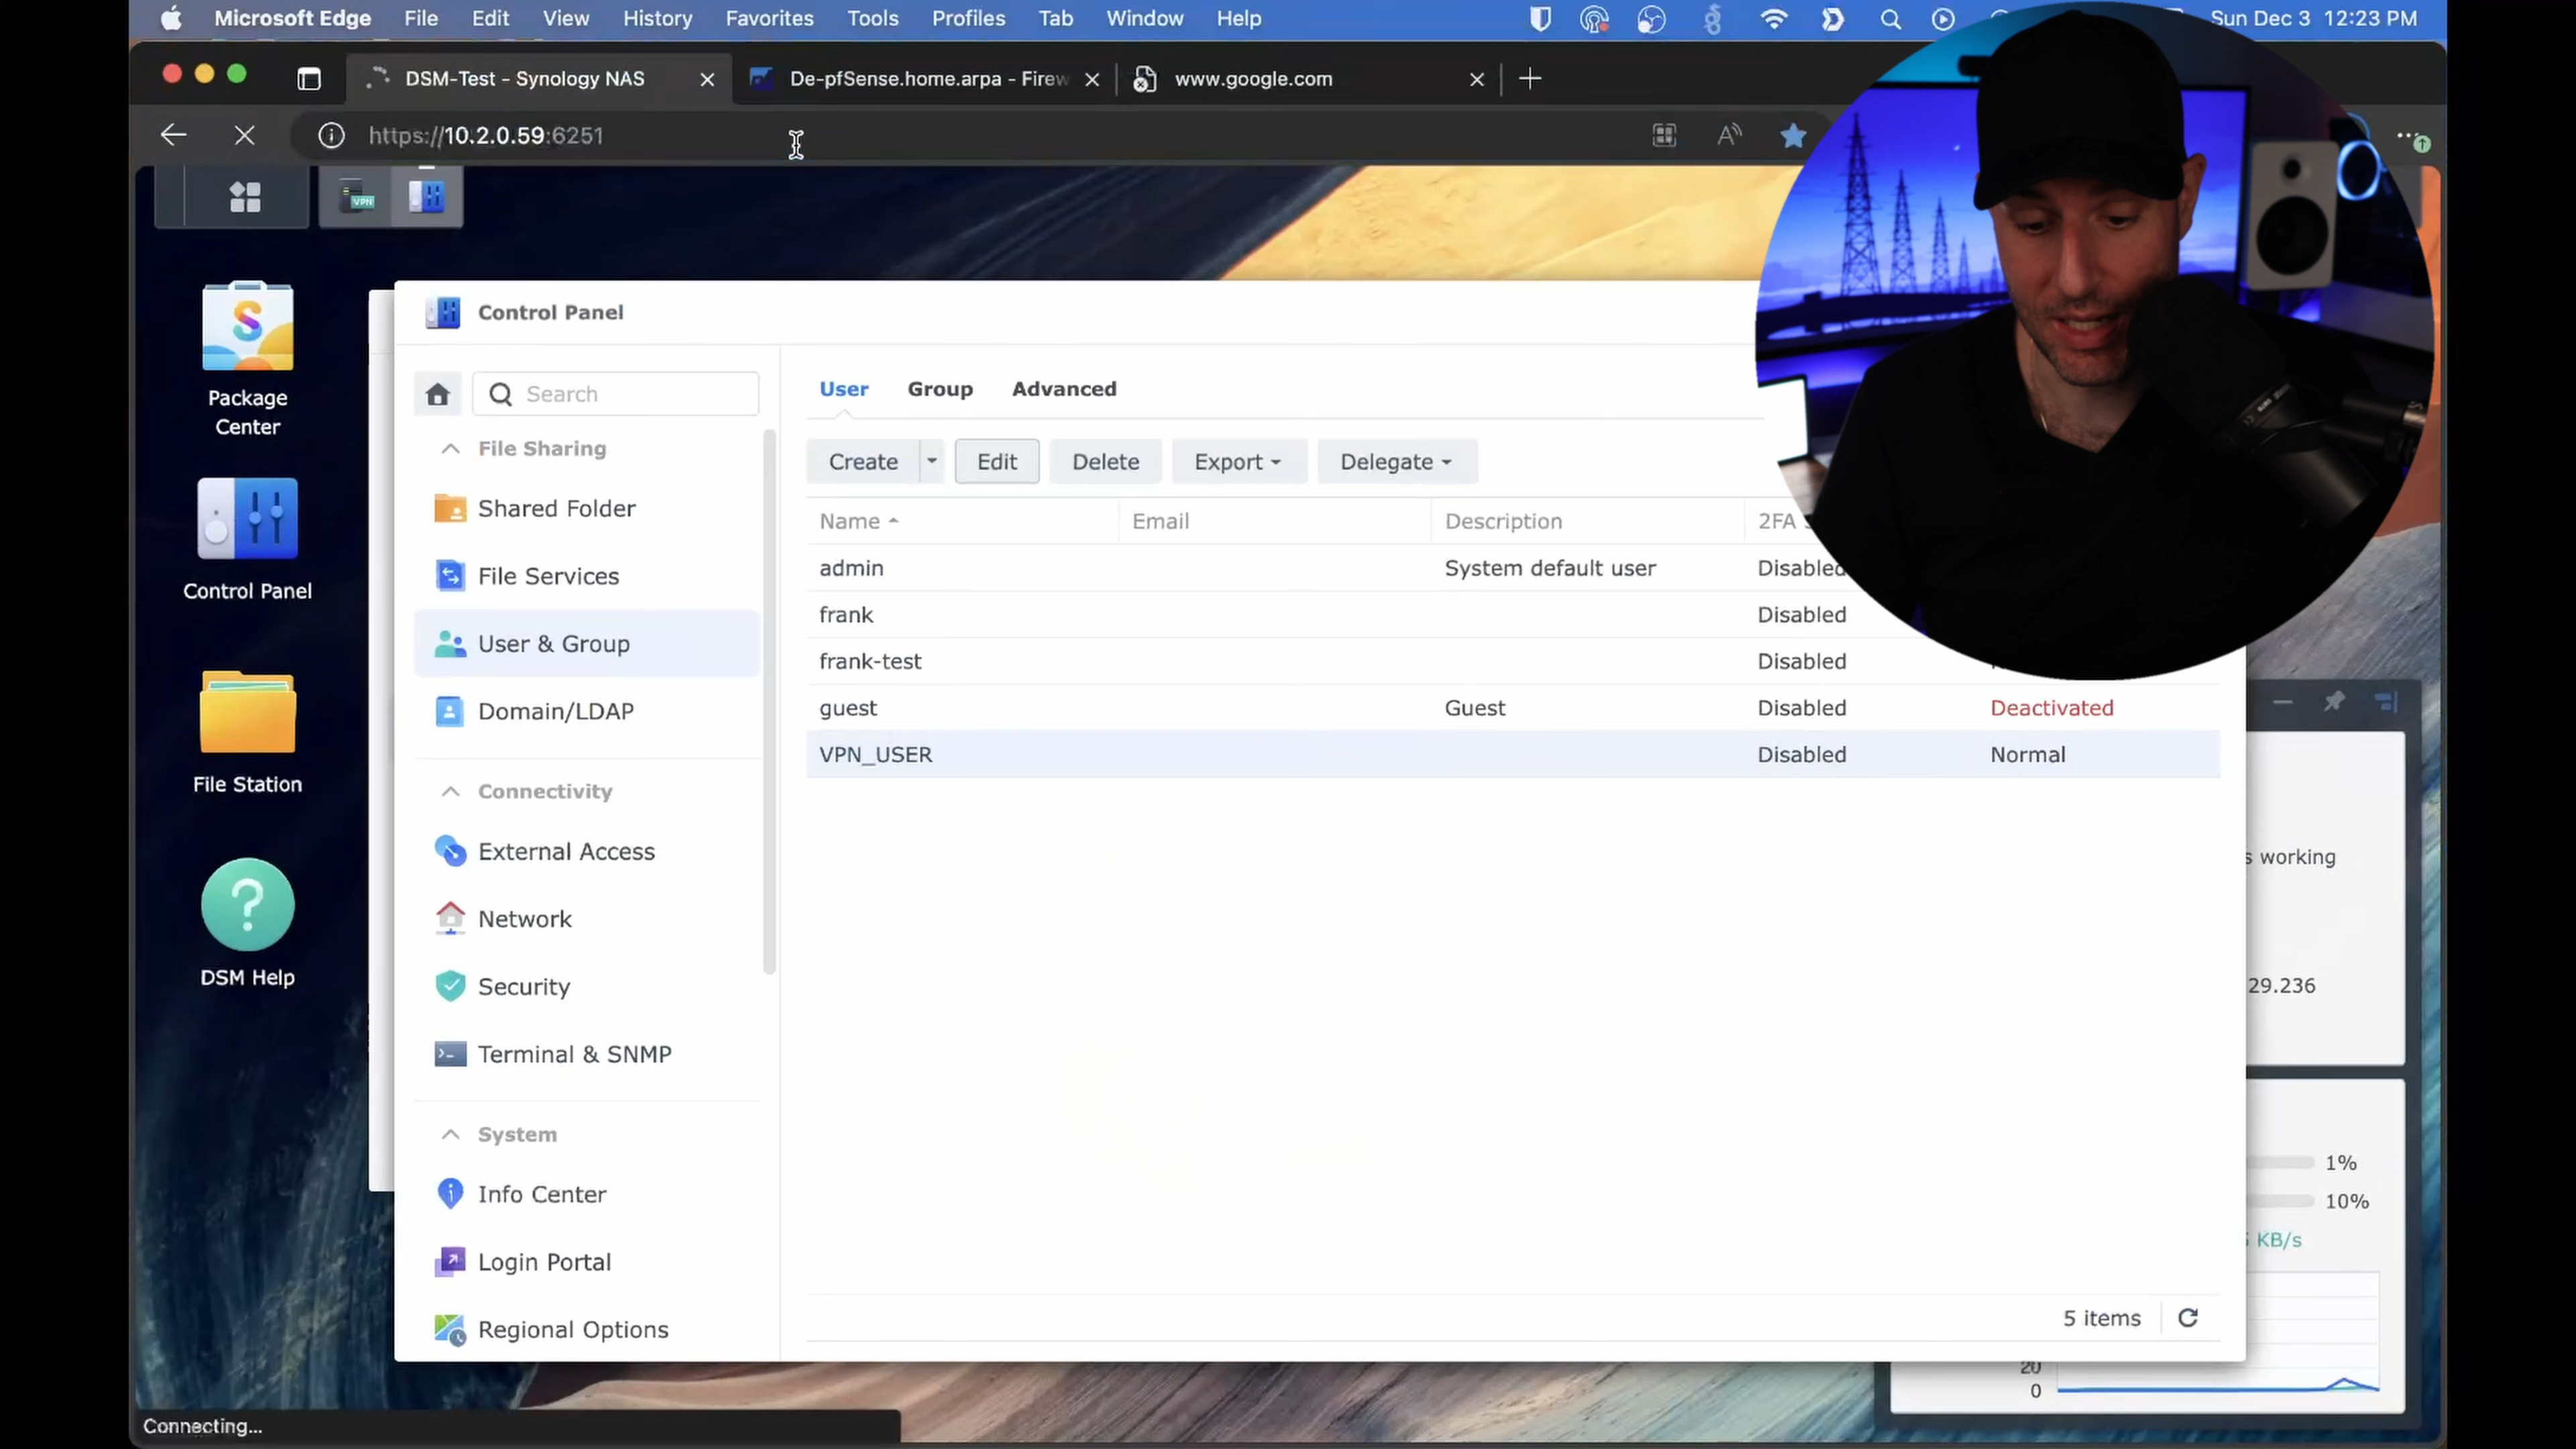 Microsoft Edge File Edit View History Favorites Tools Profiles Tab Window Help Sun Dec 3 12:23 PM
DSM-Test - Synology NAS De-pfSense.home.arpa - Firew www.google.com
https://10.2.0.59:6251
VPN
Control Panel
Package
Center
Control Panel
File Station
DSM Help
Search
File Sharing
Shared Folder
File Services
User & Group
Domain/LDAP
Connectivity
External Access
Network
Security
Terminal & SNMP
System
Info Center
Login Portal
Regional Options
User Group Advanced
Create Edit Delete Export Delegate
Name Email Description 2FA
admin System default user Disabled
frank Disabled
frank-test Disabled
guest Guest Disabled Deactivated
VPN_USER Disabled Normal
5 items
working
29.236
1%
10%
KB/s
20
0
Connecting...